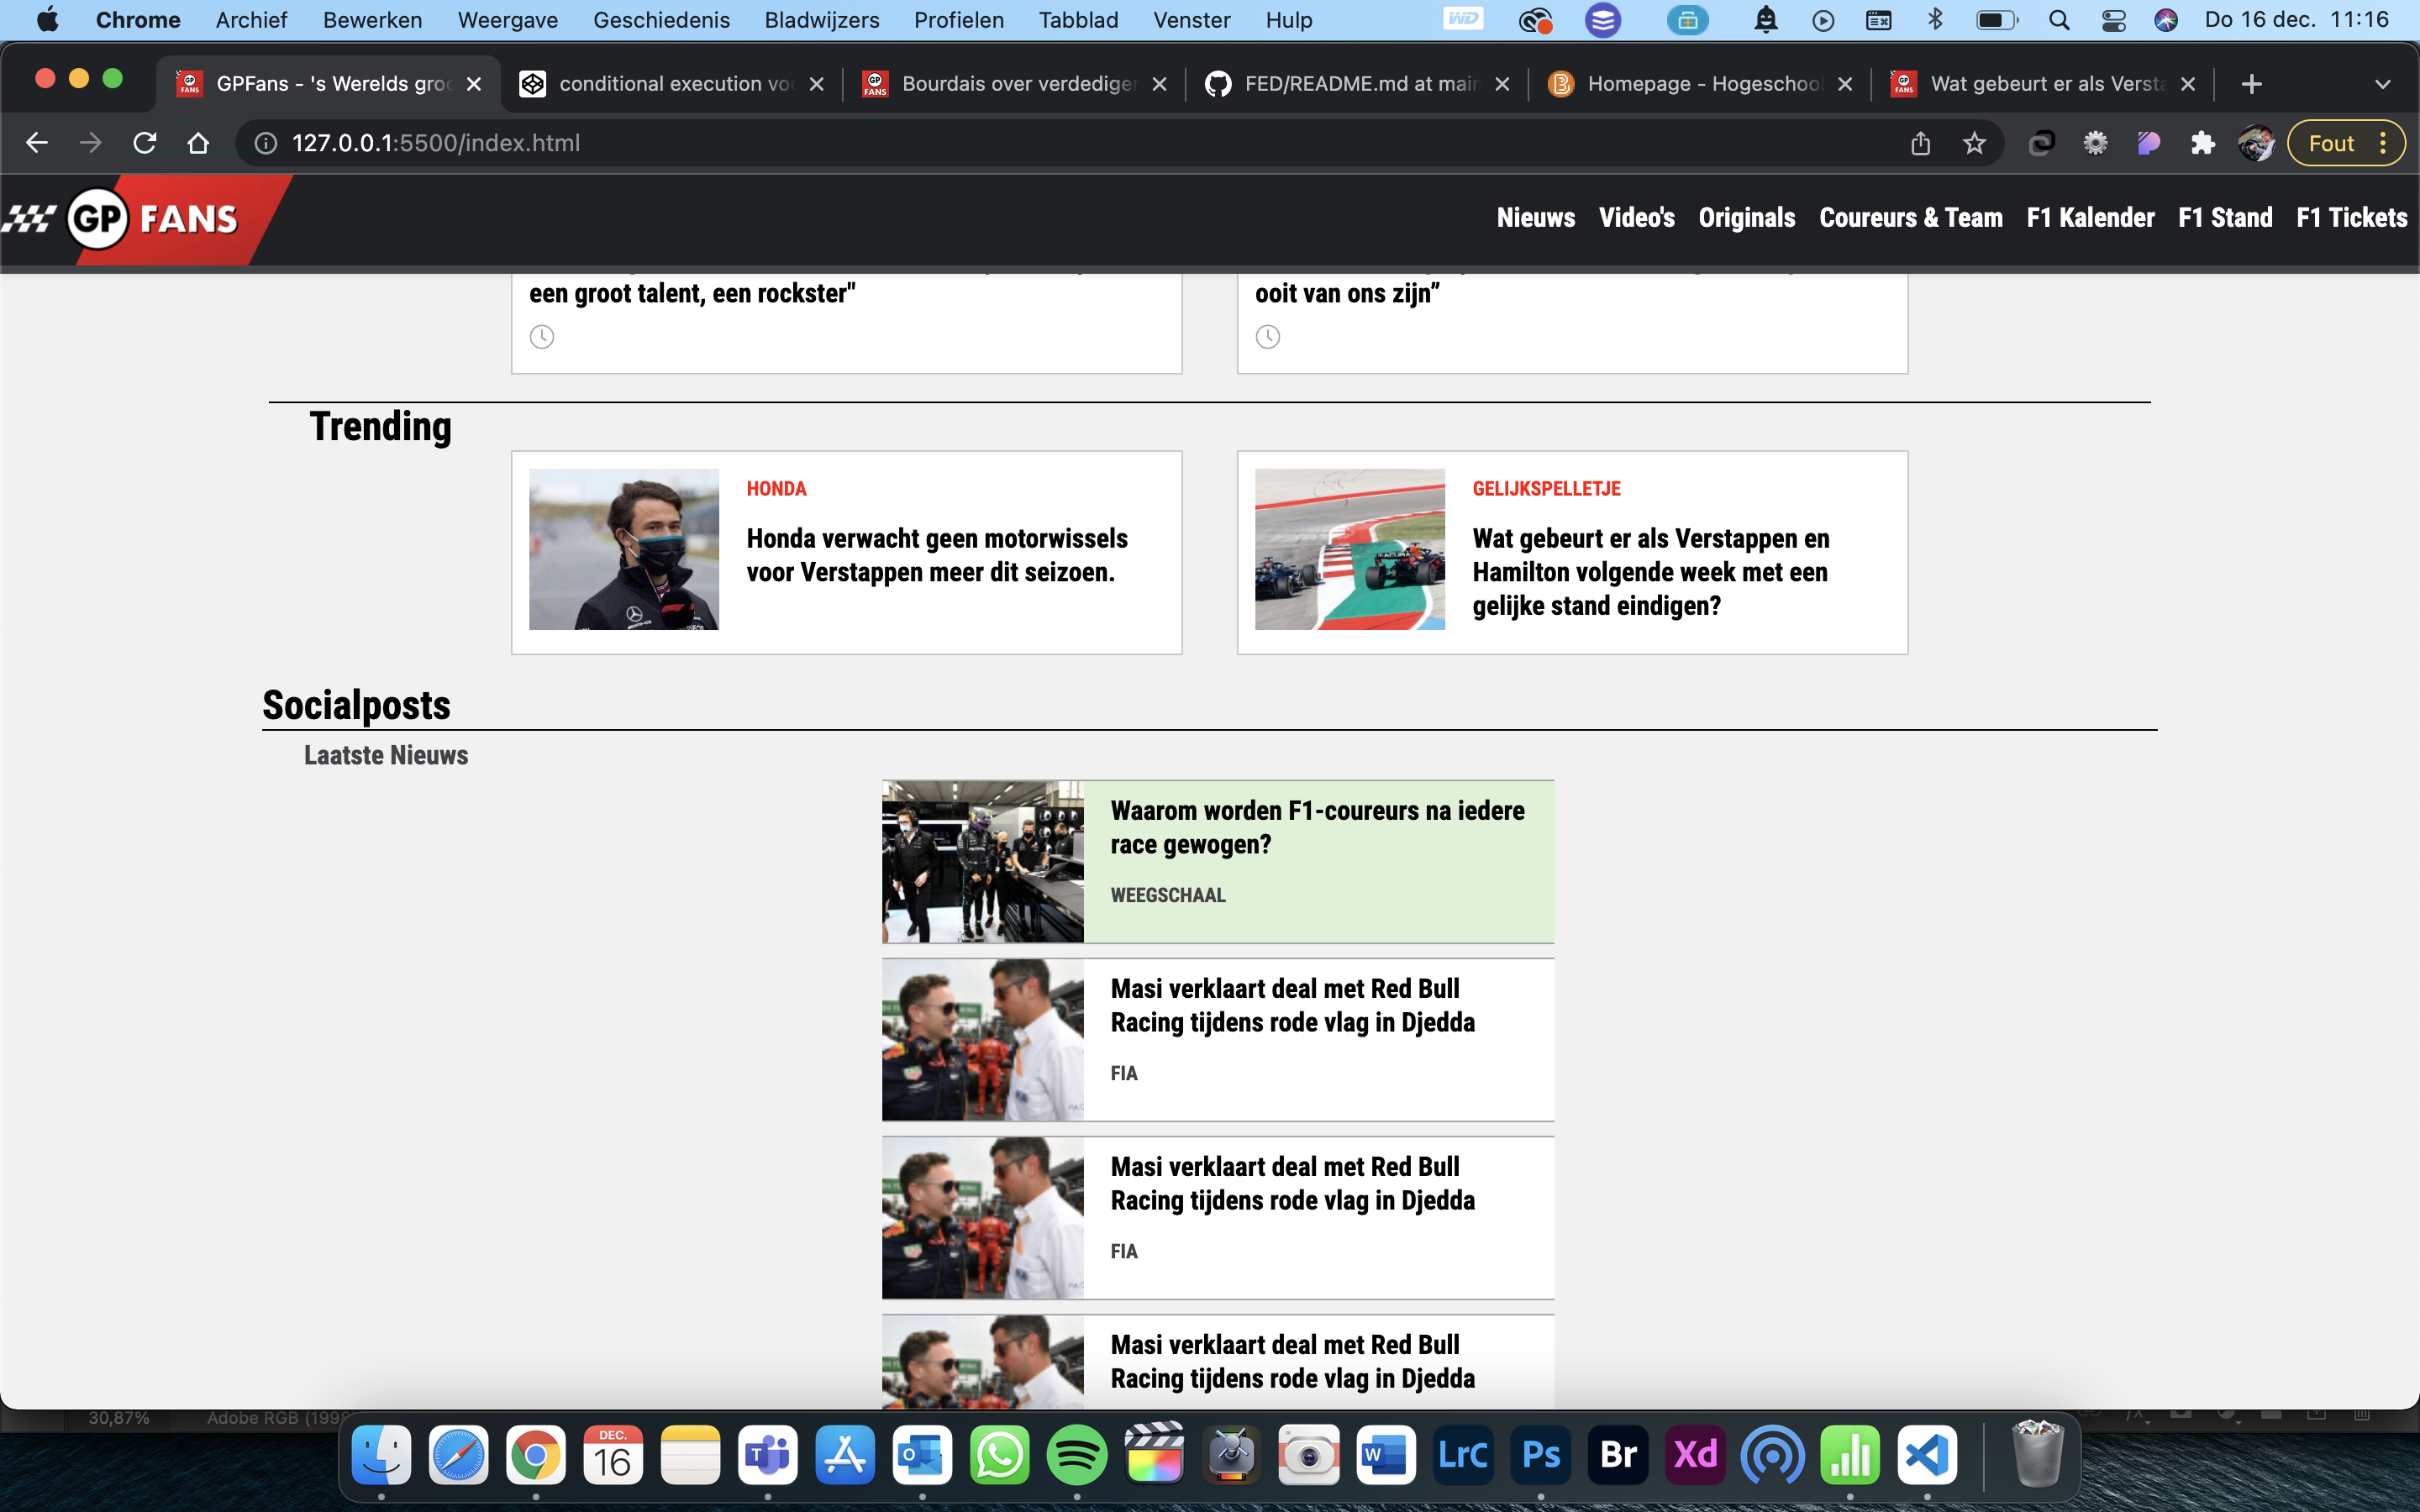 Chrome Archief Bewerken Weergave Geschiedenis Bladwijzers Profielen Tabblad Venster Hulp WD Do 16 dec. 11:16
GPFans - 's Werelds groo conditional execution voo Bourdais over verdediger FED/README.md at main Homepage - Hogeschool Wat gebeurt er als Versta
127.0.0.1:5500/index.html Fout
GP FANS
Nieuws Video's Originals Coureurs & Team F1 Kalender F1 Stand F1 Tickets
een groot talent, een rockster"
ooit van ons zijn”
Trending
HONDA
Honda verwacht geen motorwissels
voor Verstappen meer dit seizoen.
GELIJKSPELLETJE
Wat gebeurt er als Verstappen en
Hamilton volgende week met een
gelijke stand eindigen?
Socialposts
Laatste Nieuws
Waarom worden F1-coureurs na iedere
race gewogen?
WEEGSCHAAL
Masi verklaart deal met Red Bull
Racing tijdens rode vlag in Djedda
FIA
Masi verklaart deal met Red Bull
Racing tijdens rode vlag in Djedda
FIA
Masi verklaart deal met Red Bull
Racing tijdens rode vlag in Djedda
30,87% Adobe RGB (1998
DEC.
16
LrC Ps Br Xd